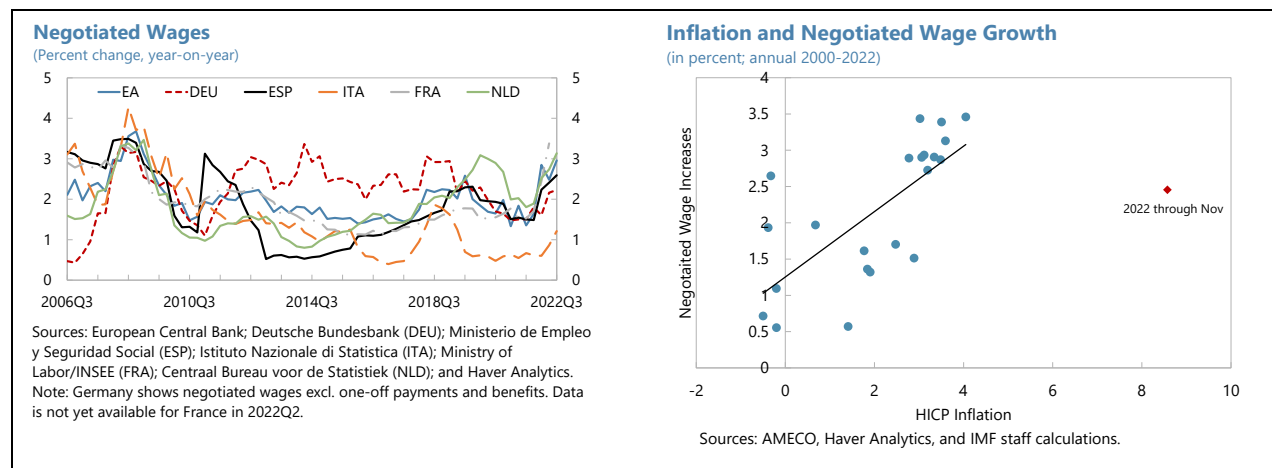 Negotiated Wages
(Percent change, year-on-year)
5
5
EA DEU ESP ITA FRA NLD
4
4
3
3
2
2
1
1
0
0
2006Q3 2010Q3 2014Q3 2018Q3 2022Q3
Sources: European Central Bank; Deutsche Bundesbank (DEU); Ministerio de Empleo
y Seguridad Social (ESP); Istituto Nazionale di Statistica (ITA); Ministry of
Labor/INSEE (FRA); Centraal Bureau voor de Statistiek (NLD); and Haver Analytics.
Note: Germany shows negotiated wages excl. one-off payments and benefits. Data
is not yet available for France in 2022Q2.
Inflation and Negotiated Wage Growth
(in percent; annual 2000-2022)
Negotaited Wage Increases
4
3.5
3
2.5
2
1.5
1
0.5
0
2022 through Nov
-2 0 2 4 6 8 10
HICP Inflation
Sources: AMECO, Haver Analytics, and IMF staff calculations.